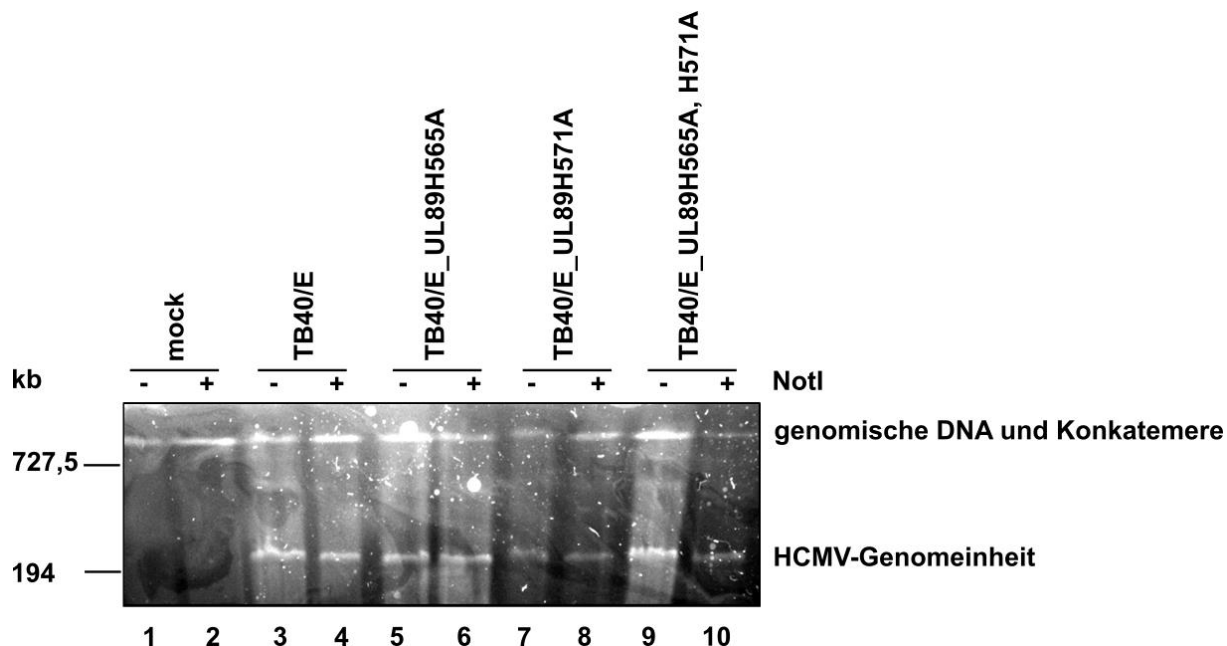 mock
TB40/E
TB40/E_UL89H565A
TB40/E_UL89H571A
TB40/E_UL89H565A, H571A
kb - + - + - + - + - + NotI
genomische DNA und Konkatemere
727,5
HCMV-Genomeinheit
194
1 2 3 4 5 6 7 8 9 10